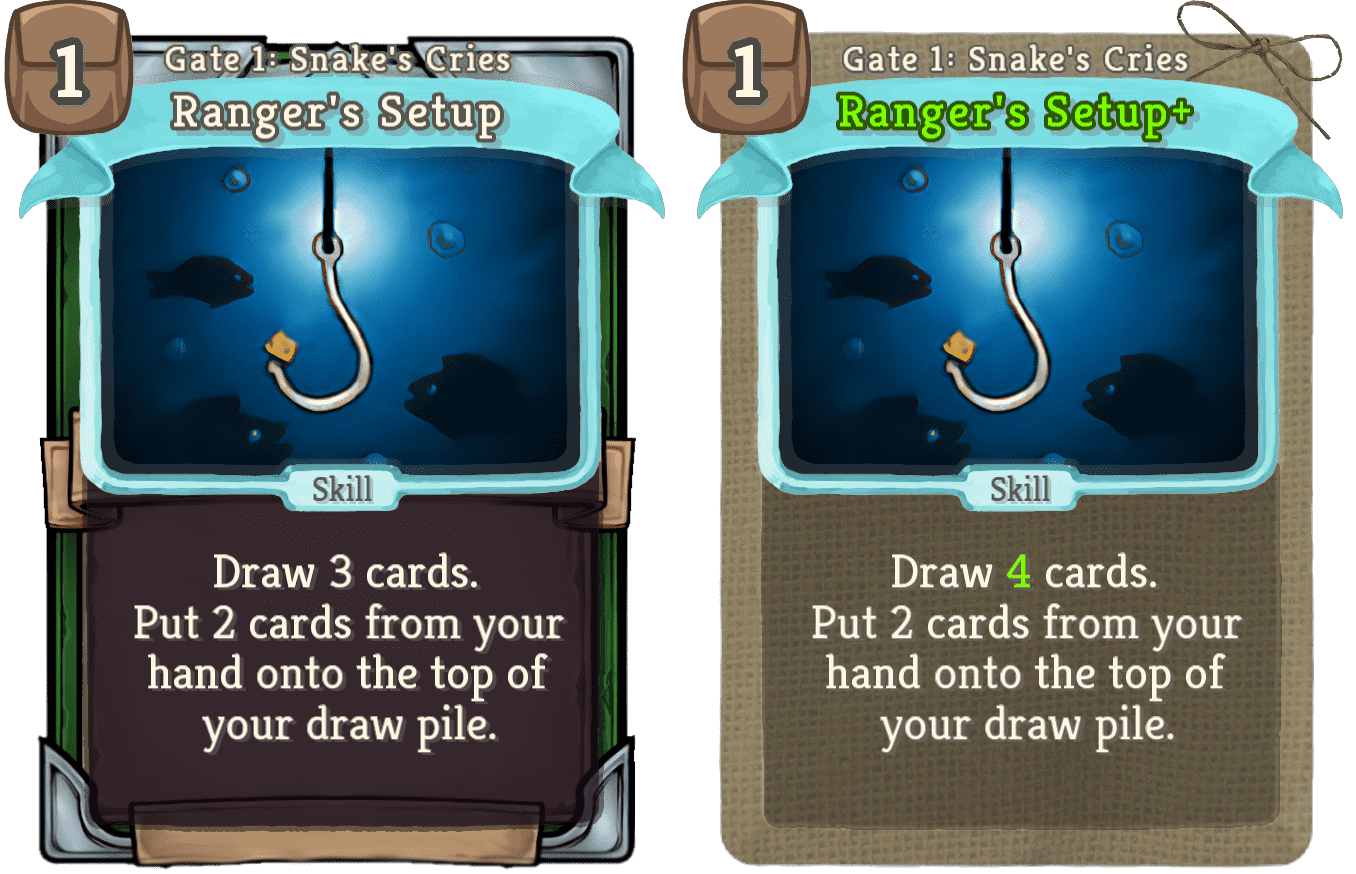 1
Gate 1: Snake's Cries
Ranger's Setup
Skill
Draw 3 cards.
Put 2 cards from your
hand onto the top of
your draw pile.
1
Gate 1: Snake's Cries
Ranger's Setup+
Skill
Draw 4 cards.
Put 2 cards from your
hand onto the top of
your draw pile.